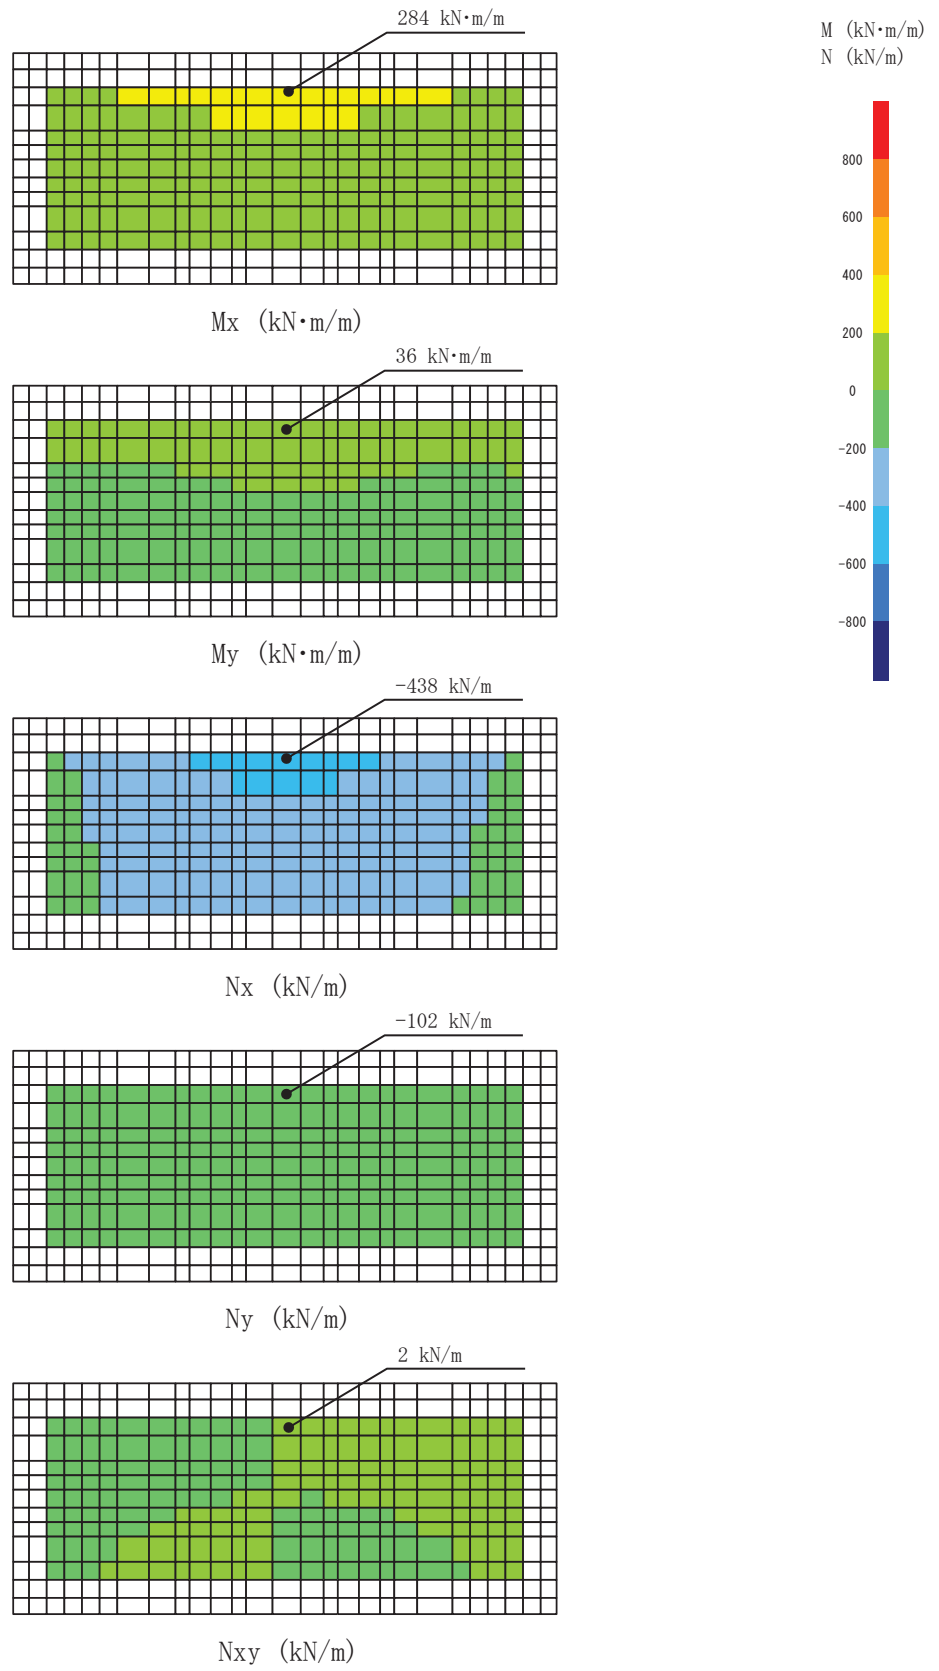 284 kN·m/m
M (kN·m/m)
N (kN/m)
800
600
400
200
0
-200
-400
-600
-800
Mx (kN·m/m)
36 kN·m/m
My (kN·m/m)
-438 kN/m
Nx (kN/m)
-102 kN/m
Ny (kN/m)
2 kN/m
Nxy (kN/m)